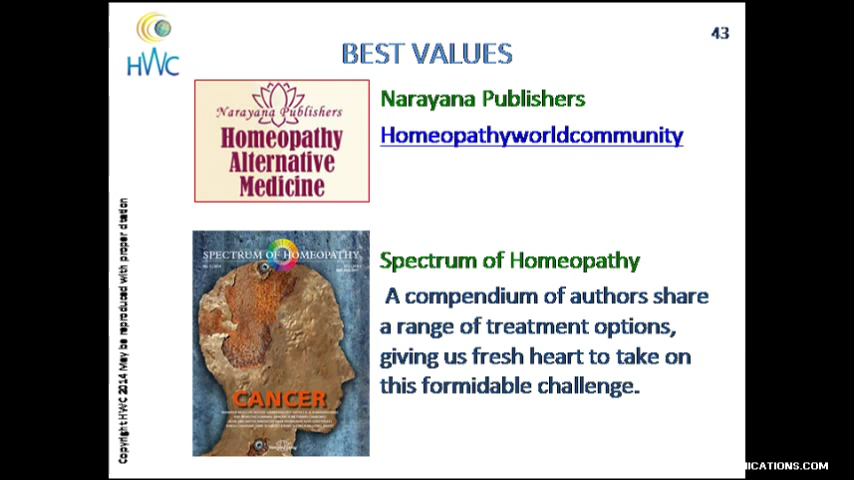 HWC
BEST VALUES
43
Narayana Publishers
Homeopathy
Alternative
Medicine
Narayana Publishers
Homeopathyworldcommunity
SPECTRUM OF HOMEOPATHY
CANCER
Spectrum of Homeopathy
A compendium of authors share
a range of treatment options,
giving us fresh heart to take on
this formidable challenge.
Copyright HWC 2014 May be reproduced with proper citation
NICATIONS.COM